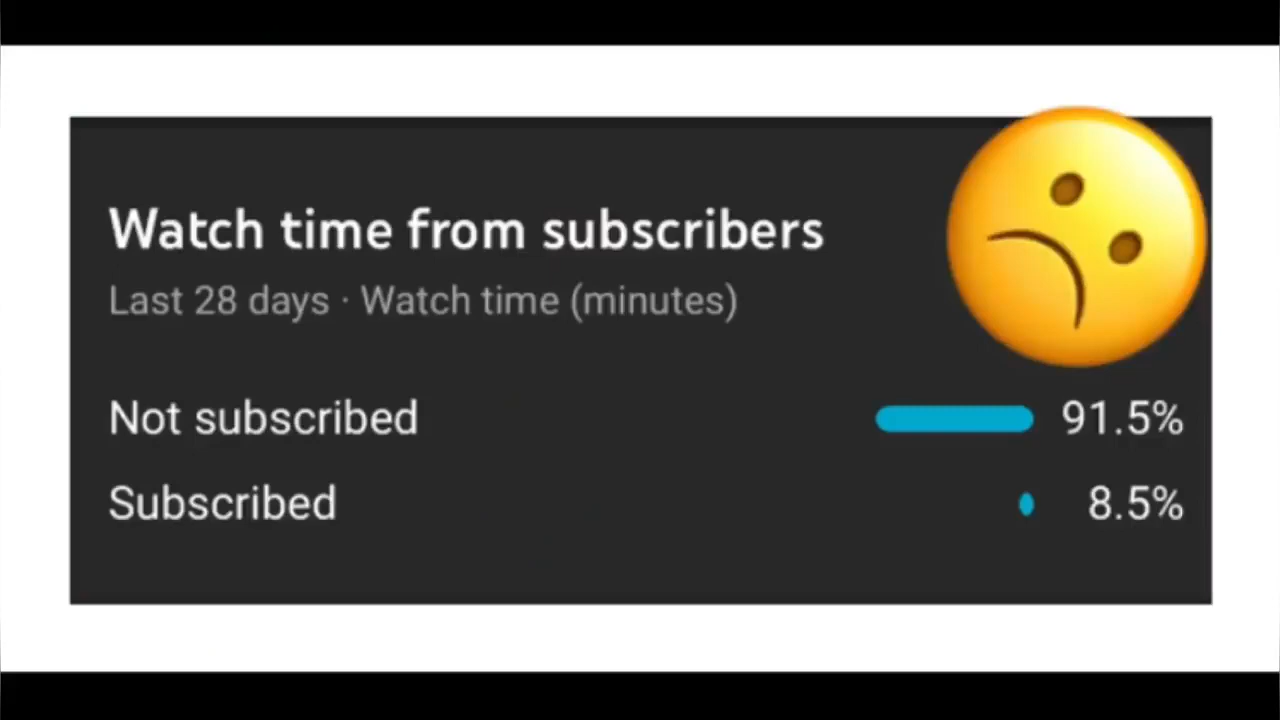 Watch time from subscribers
Last 28 days · Watch time (minutes)
Not subscribed 91.5%
Subscribed 8.5%